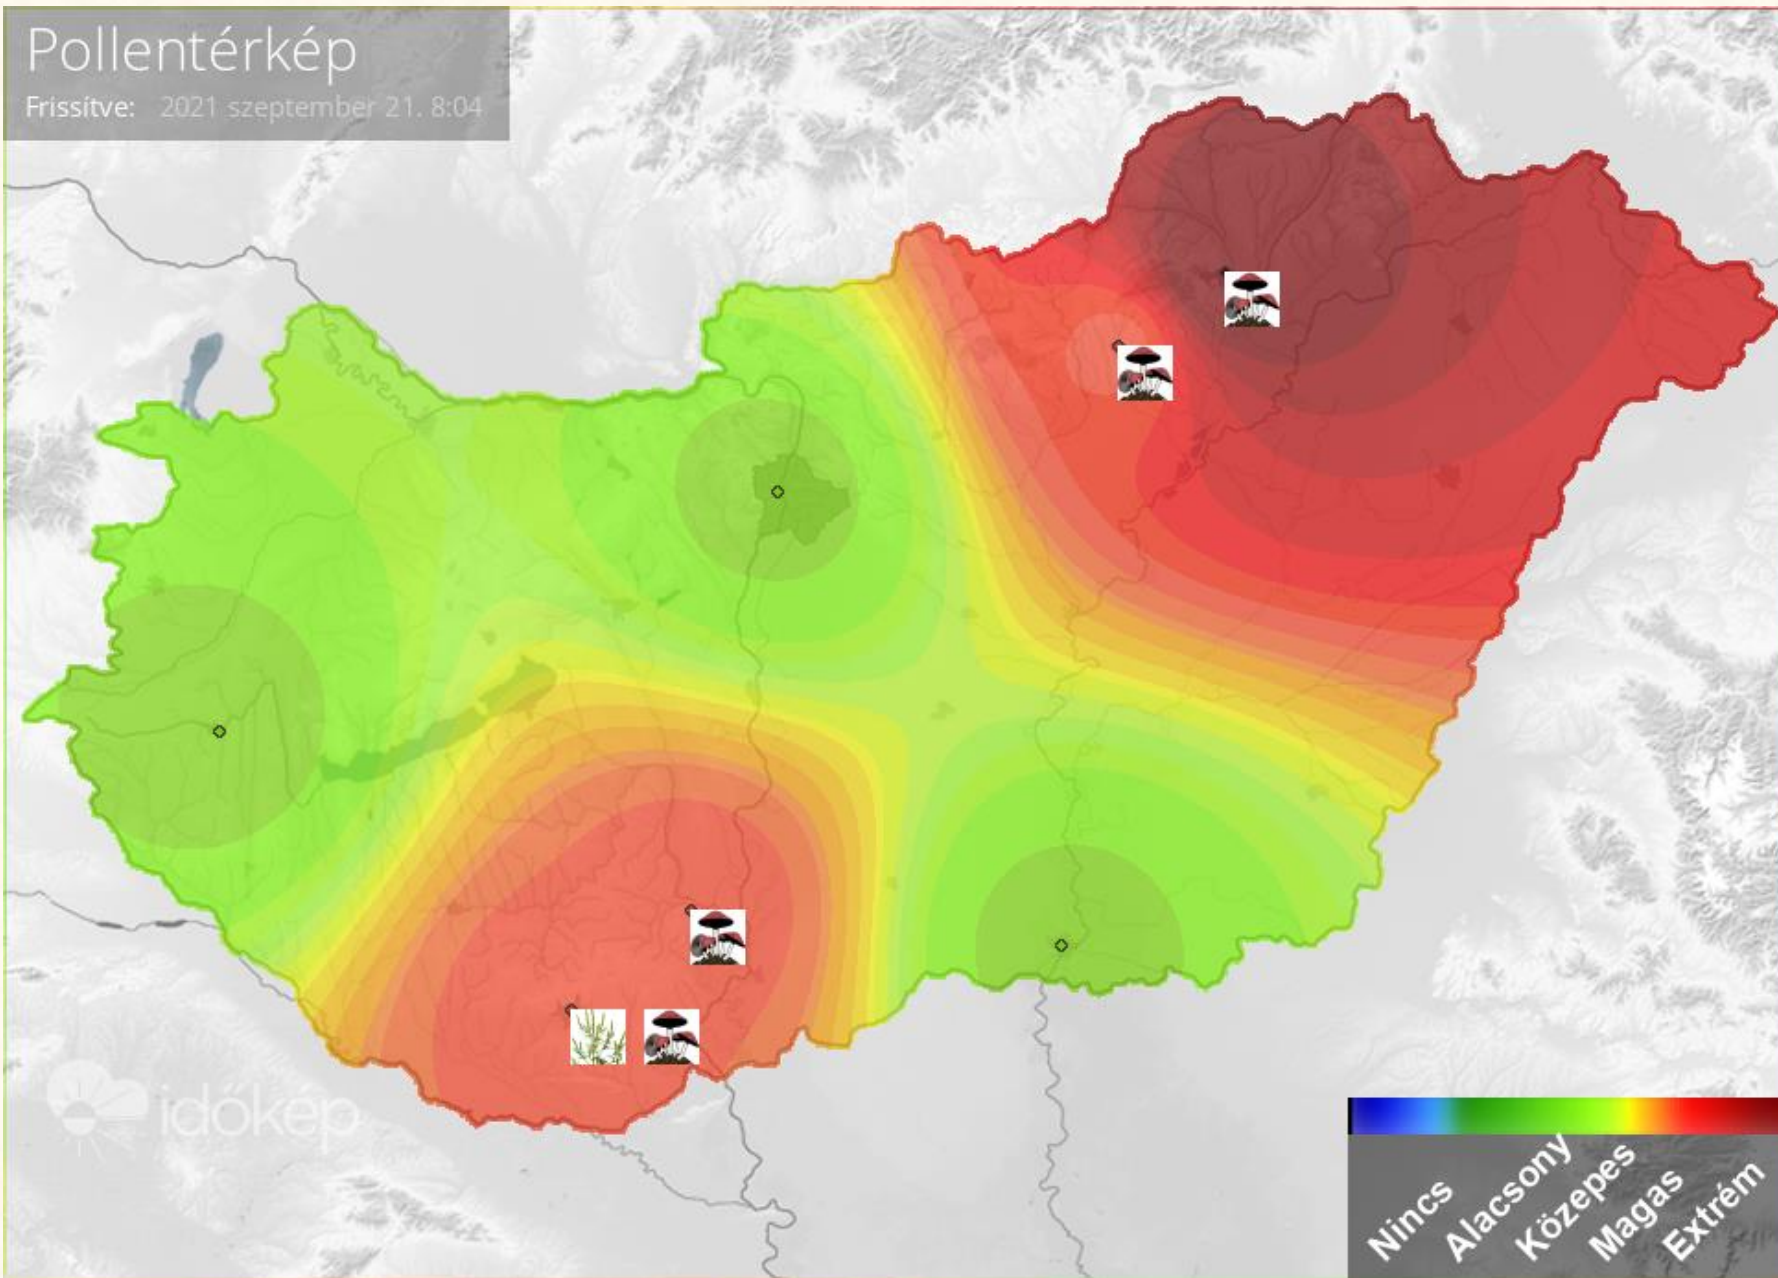 Pollentérkép
Frissítve: 2021 szeptember 21. 8:04
időkép
Nincs
Alacsony
Közepes
Magas
Extrém